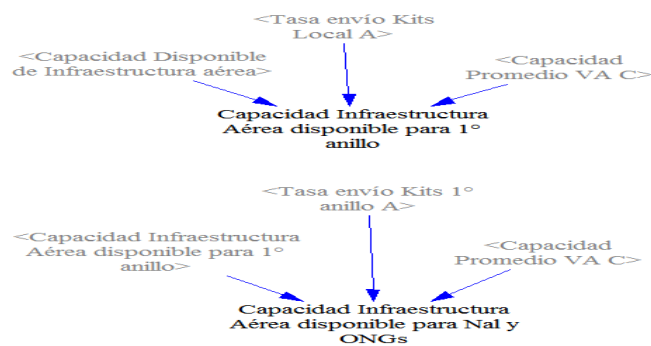 <Tasa envío Kits
Local A>
<Capacidad Disponible
de Infraestructura aérea>
<Capacidad
Promedio VA C>
Capacidad Infraestructura
Aérea disponible para 1°
anillo
<Tasa envío Kits 1°
anillo A>
<Capacidad Infraestructura
Aérea disponible para 1°
anillo>
<Capacidad
Promedio VA C>
Capacidad Infraestructura
Aérea disponible para Nal y
ONGs